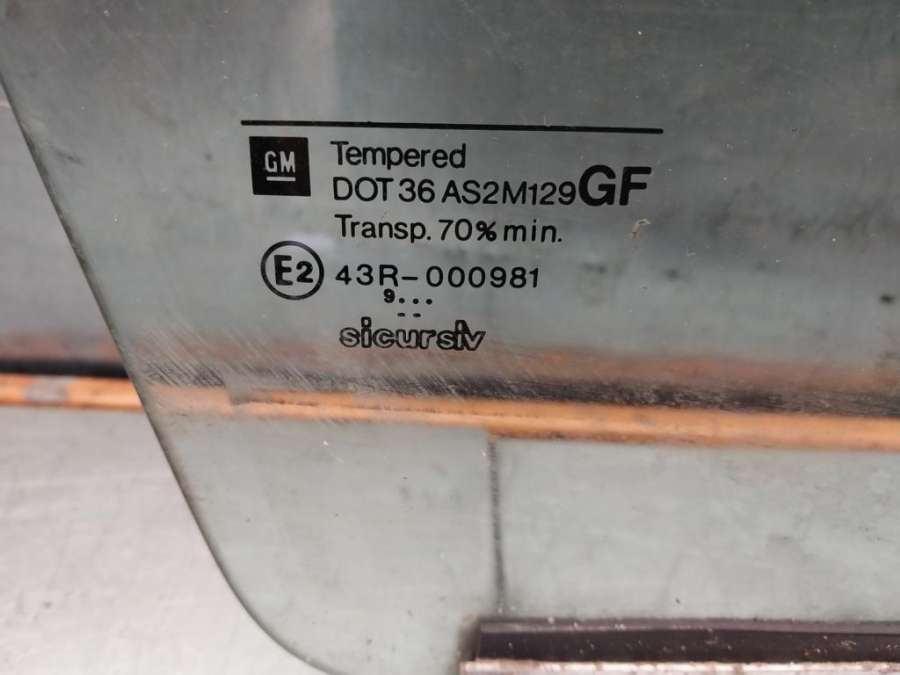 GM
Tempered
DOT 36 AS2M129GF
Transp. 70% min.
E2 43R-000981
9...
--
sicursiv